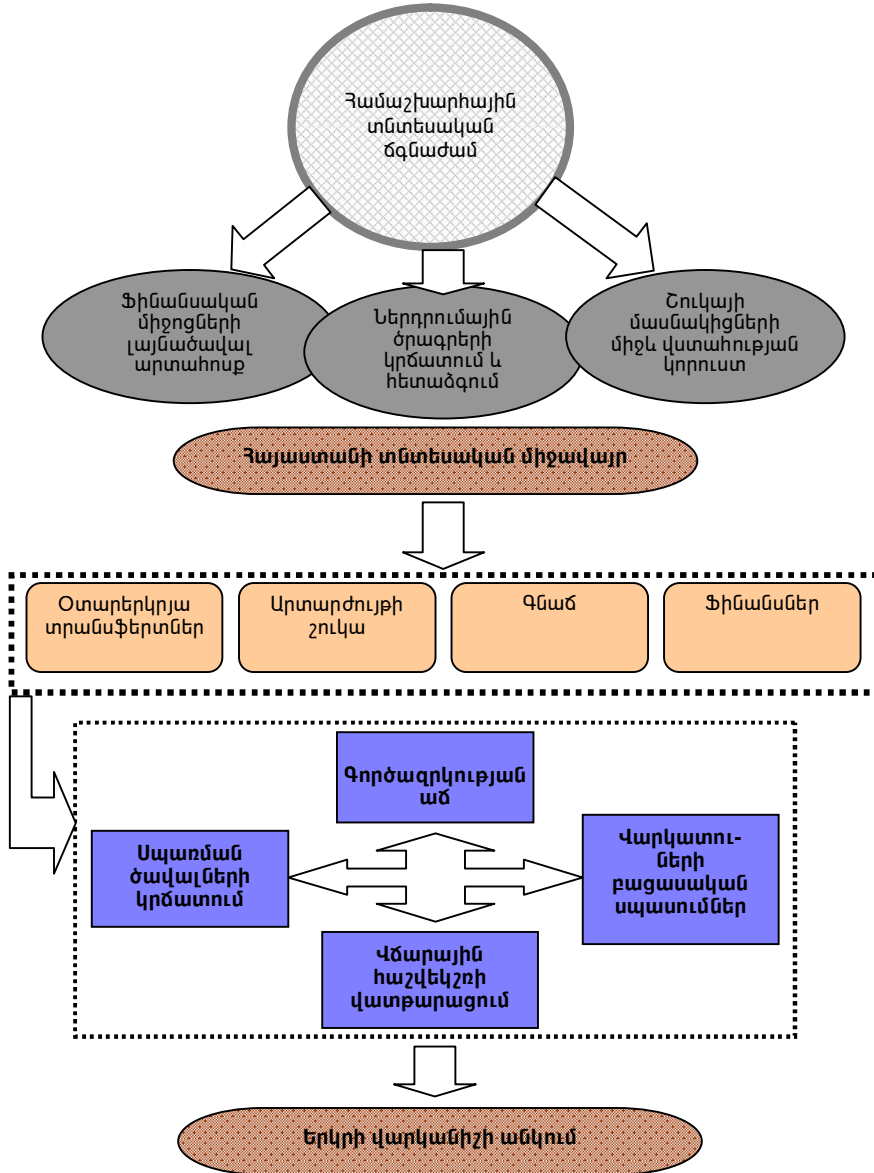 Համաշխարհային
տնտեսական
ճգնաժամ
Ֆինանսական
միջոցների
լայնածավալ
արտահոսք
Ներդրումային
ծրագրերի
կրճատում և
հետաձգում
Շուկայի
մասնակիցների
միջև վստահության
կորուստ
Հայաստանի տնտեսական միջավայր
Օտարերկրյա
տրանսֆերտներ
Արտարժույթի
շուկա
Գնաճ
Ֆինանսներ
Գործազրկության
աճ
Սպառման
ծավալների
կրճատում
Վարկատու-
ների
բացասական
սպասումներ
Վճարային
հաշվեկշռի
վատթարացում
Երկրի վարկանիշի անկում